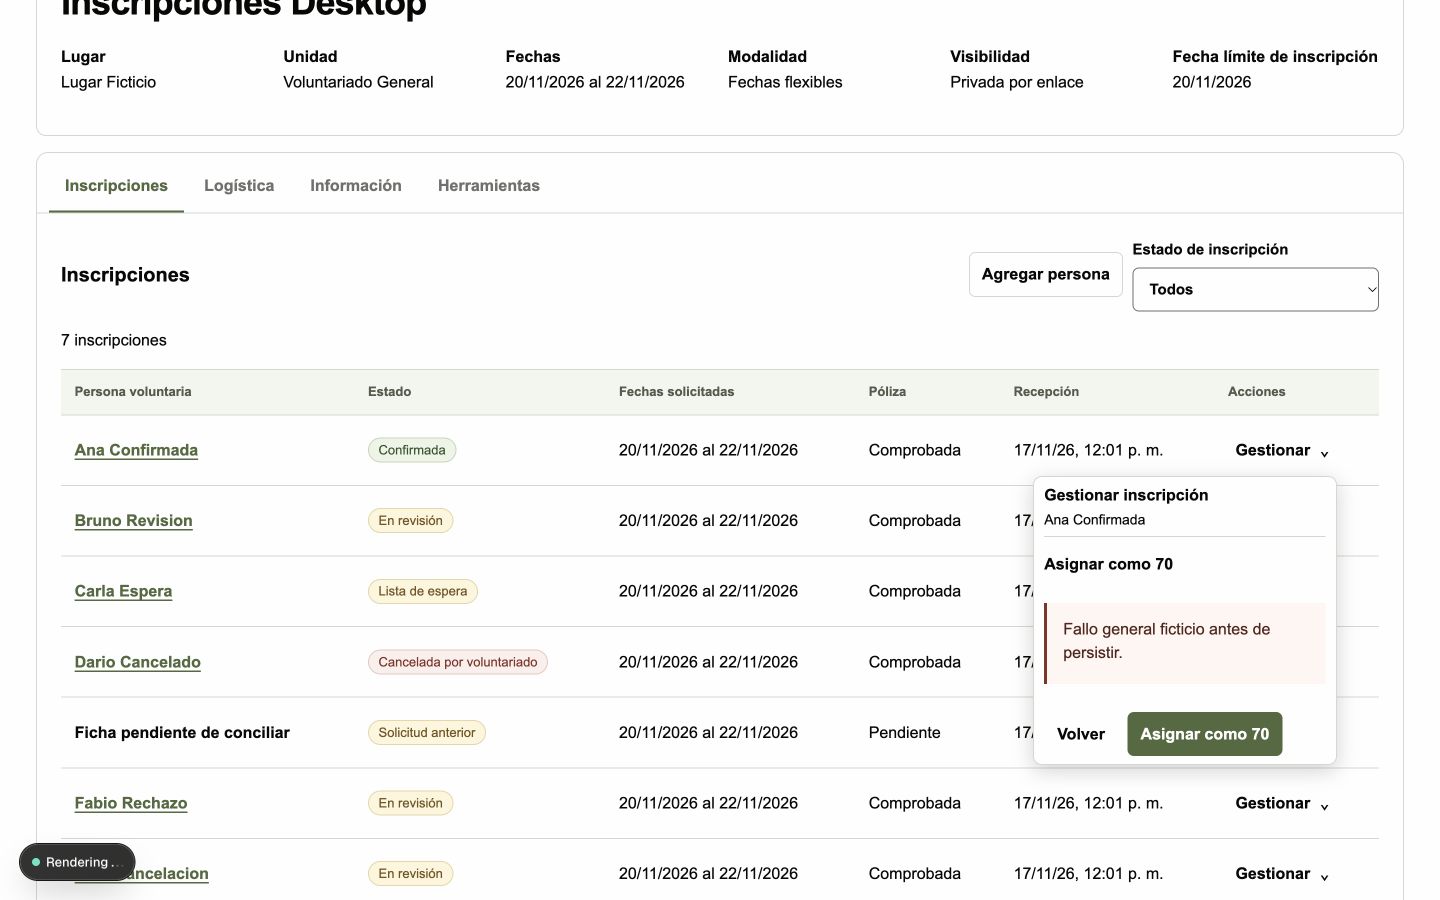 Inscripciones Desktop
Lugar
Unidad
Fechas
Modalidad
Visibilidad
Fecha límite de inscripción
Lugar Ficticio
Voluntariado General
20/11/2026 al 22/11/2026
Fechas flexibles
Privada por enlace
20/11/2026
Inscripciones
Logística
Información
Herramientas
Inscripciones
Agregar persona
Estado de inscripción
Todos
7 inscripciones
Persona voluntaria
Estado
Fechas solicitadas
Póliza
Recepción
Acciones
Ana Confirmada
Confirmada
20/11/2026 al 22/11/2026
Comprobada
17/11/26, 12:01 p. m.
Gestionar
Bruno Revision
En revisión
20/11/2026 al 22/11/2026
Comprobada
17/
Carla Espera
Lista de espera
20/11/2026 al 22/11/2026
Comprobada
17/
Dario Cancelado
Cancelada por voluntariado
20/11/2026 al 22/11/2026
Comprobada
17/
Ficha pendiente de conciliar
Solicitud anterior
20/11/2026 al 22/11/2026
Pendiente
17/
Gestionar inscripción
Ana Confirmada
Asignar como 70
Fallo general ficticio antes de
persistir.
Volver
Asignar como 70
Fabio Rechazo
En revisión
20/11/2026 al 22/11/2026
Comprobada
17/11/26, 12:01 p. m.
Gestionar
Rendering ...
En revisión
20/11/2026 al 22/11/2026
Comprobada
17/11/26, 12:01 p. m.
Gestionar